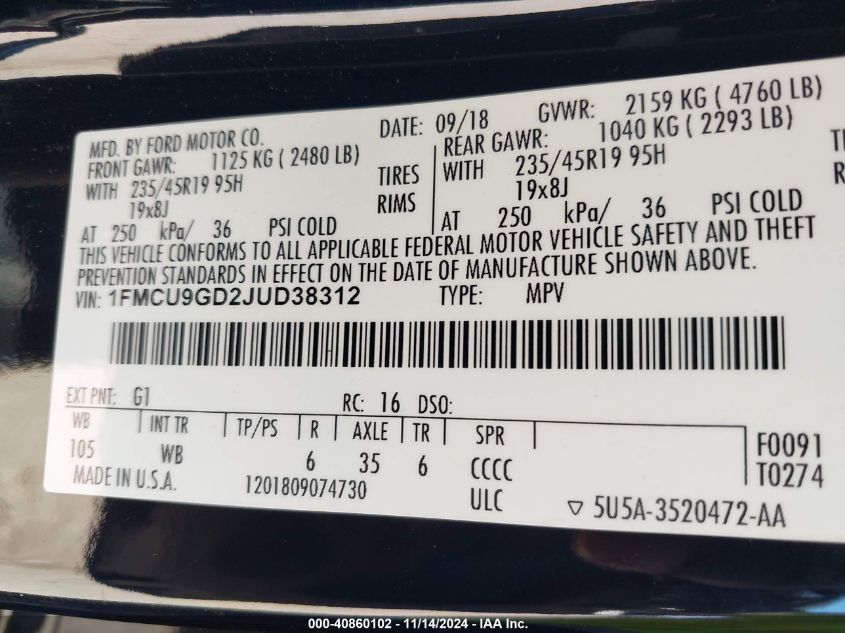 MFD. BY FORD MOTOR CO.
DATE: 09/18 GVWR: 2159 KG ( 4760 LB)
FRONT GAWR: 1125 KG ( 2480 LB)
REAR GAWR: 1040 KG ( 2293 LB)
WITH 235/45R19 95H TIRES
WITH 235/45R19 95H
19x8J RIMS
19x8J
AT 250 kPa/ 36 PSI COLD
AT 250 kPa/ 36 PSI COLD
THIS VEHICLE CONFORMS TO ALL APPLICABLE FEDERAL MOTOR VEHICLE SAFETY AND THEFT
PREVENTION STANDARDS IN EFFECT ON THE DATE OF MANUFACTURE SHOWN ABOVE.
VIN: 1FMCU9GD2JUD38312 TYPE: MPV
EXT PNT: G1 RC: 16 DSO:
WB INT TR TP/PS R AXLE TR SPR
105 WB 6 35 6 CCCC
F0091
T0274
MADE IN U.S.A. 1201809074730 ULC
5U5A-3520472-AA
000-40860102 - 11/14/2024 - IAA Inc.